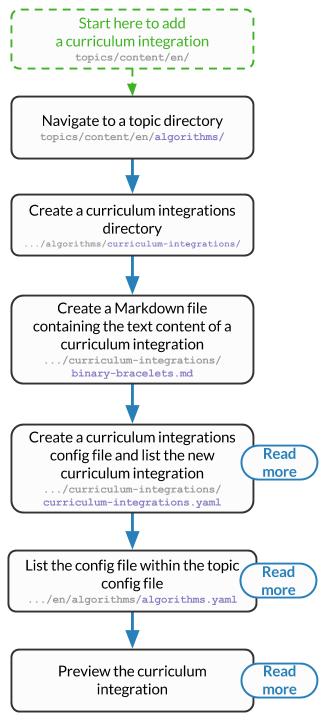 Start here to add
a curriculum integration
topics/content/en/
Navigate to a topic directory
topics/content/en/algorithms/
Create a curriculum integrations
directory
.../algorithms/curriculum-integrations/
Create a Markdown file
containing the text content of a
curriculum integration
.../curriculum-integrations/
binary-bracelets.md
Create a curriculum integrations
config file and list the new
curriculum integration
.../curriculum-integrations/
curriculum-integrations.yaml
Read
more
List the config file within the topic
config file
.../en/algorithms/algorithms.yaml
Read
more
Preview the curriculum
integration
Read
more